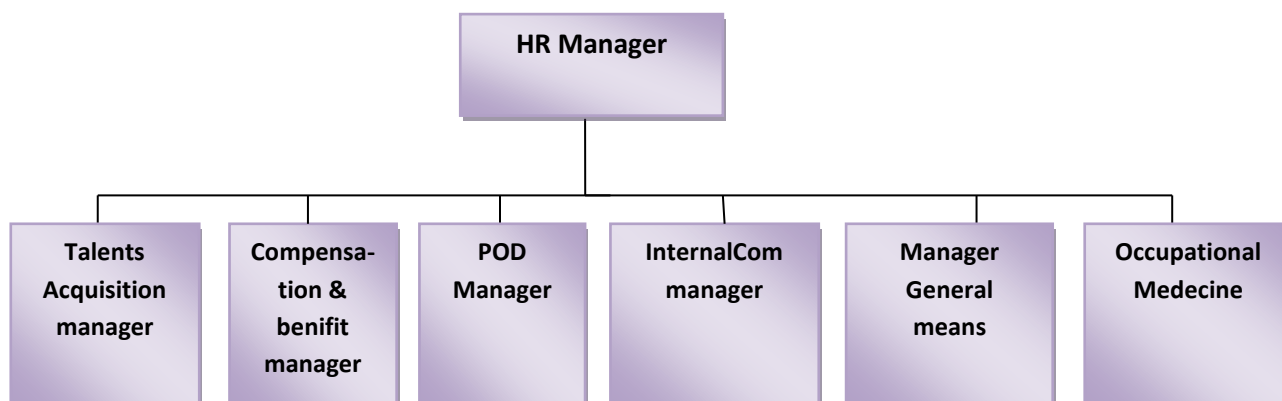 HR Manager
Talents
Acquisition
manager
Compensa-
tion &
benifit
manager
POD
Manager
InternalCom
manager
Manager
General
means
Occupational
Medecine